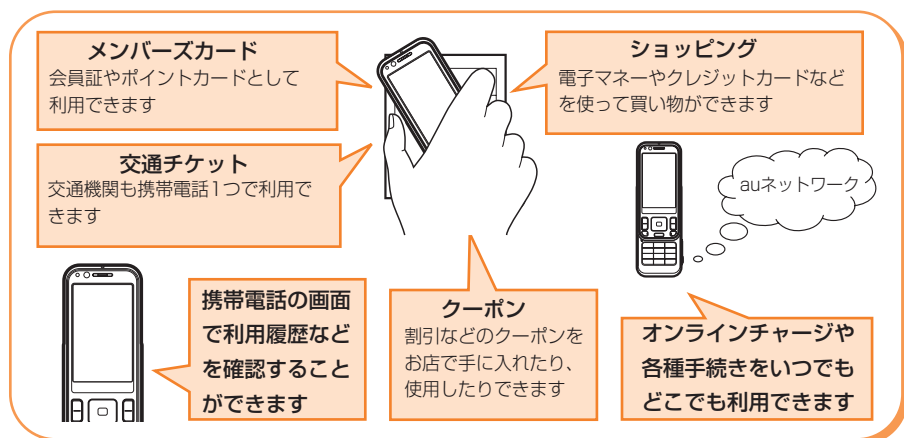 メンバーズカード
会員証やポイントカードとして
利用できます
ショッピング
電子マネーやクレジットカードなど
を使って買い物ができます
交通チケット
交通機関も携帯電話1つで利用で
きます
auネットワーク
携帯電話の画面
で利用履歴など
を確認すること
ができます
クーポン
割引などのクーポンを
お店で手に入れたり、
使用したりできます
オンラインチャージや
各種手続きをいつでも
どこでも利用できます